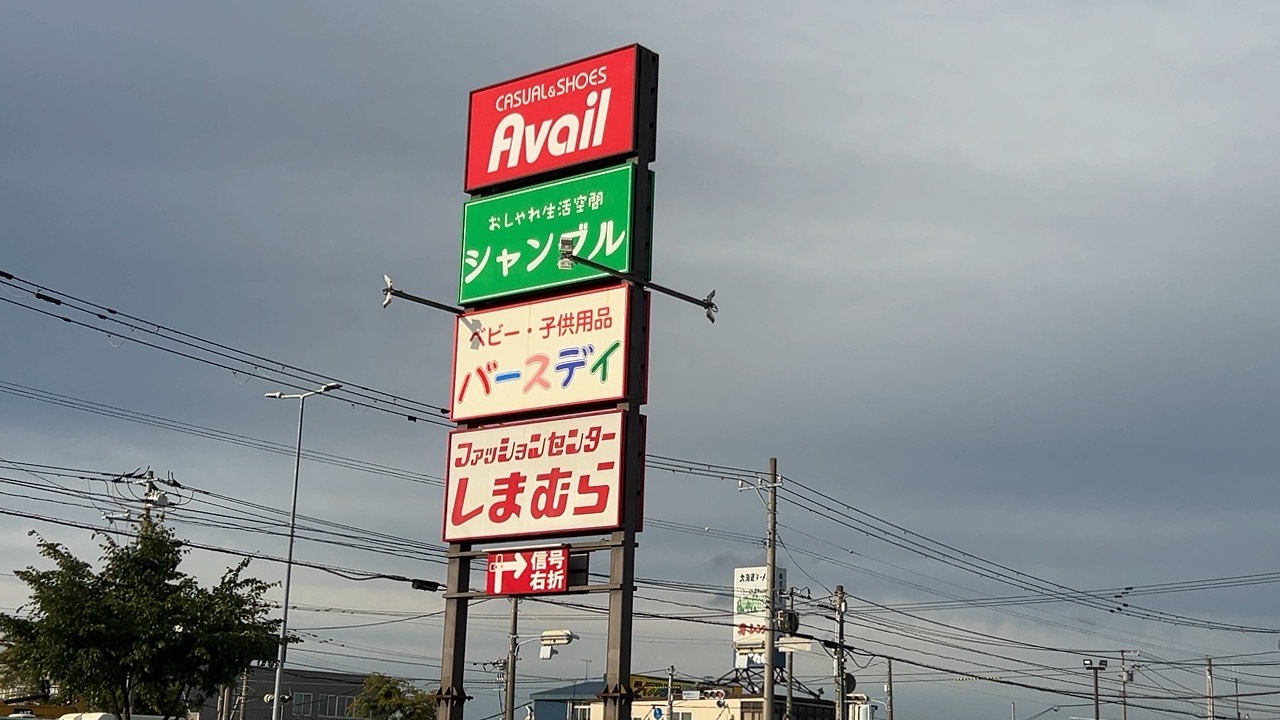 CASUAL&SHOES
Avail
おしゃれ生活空間
シャンブル
ベビー・子供用品
バースデイ
ファッションセンター
しまむら
信号
右折